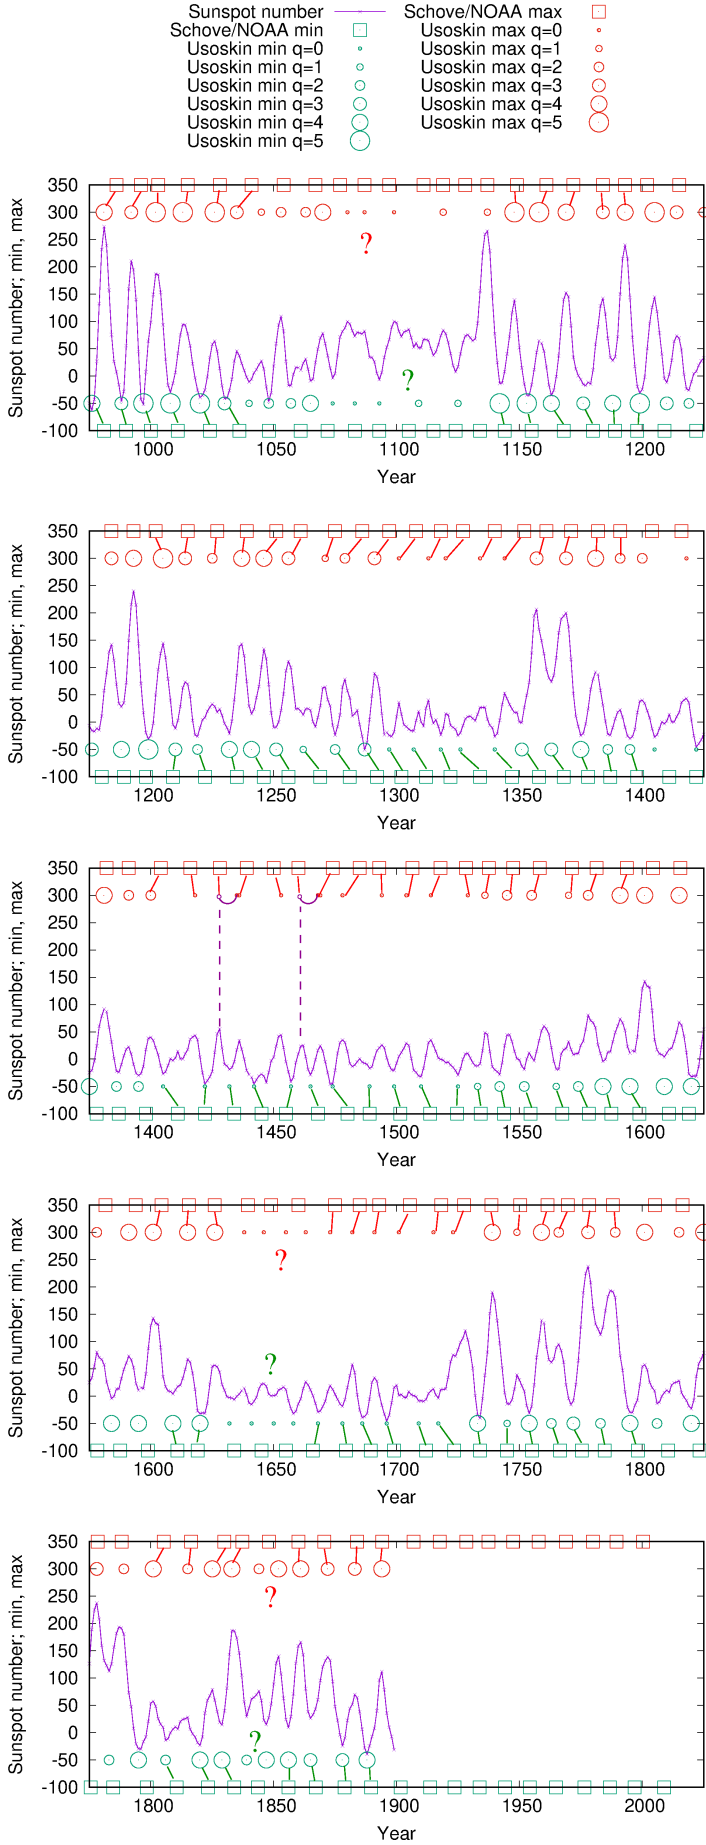 Sunspot number Schove/NOAA max
Schove/NOAA min Usoskin max q=0
Usoskin min q=0 Usoskin max q=1
Usoskin min q=1 Usoskin max q=2
Usoskin min q=2 Usoskin max q=3
Usoskin min q=3 Usoskin max q=4
Usoskin min q=4 Usoskin max q=5
Usoskin min q=5
350
300
?
250
200
150
100
50
0
?
-50
-100
Sunspot number; min, max
1000 1050 1100 1150 1200
Year
350
300
250
200
150
100
50
0
-50
-100
Sunspot number; min, max
1200 1250 1300 1350 1400
Year
350
300
250
200
150
100
50
0
-50
-100
Sunspot number; min, max
1400 1450 1500 1550 1600
Year
350
300
?
250
200
150
100
50
?
0
-50
-100
Sunspot number; min, max
1600 1650 1700 1750 1800
Year
350
300
?
250
200
150
100
50
0
?
-50
-100
Sunspot number; min, max
1800 1850 1900 1950 2000
Year